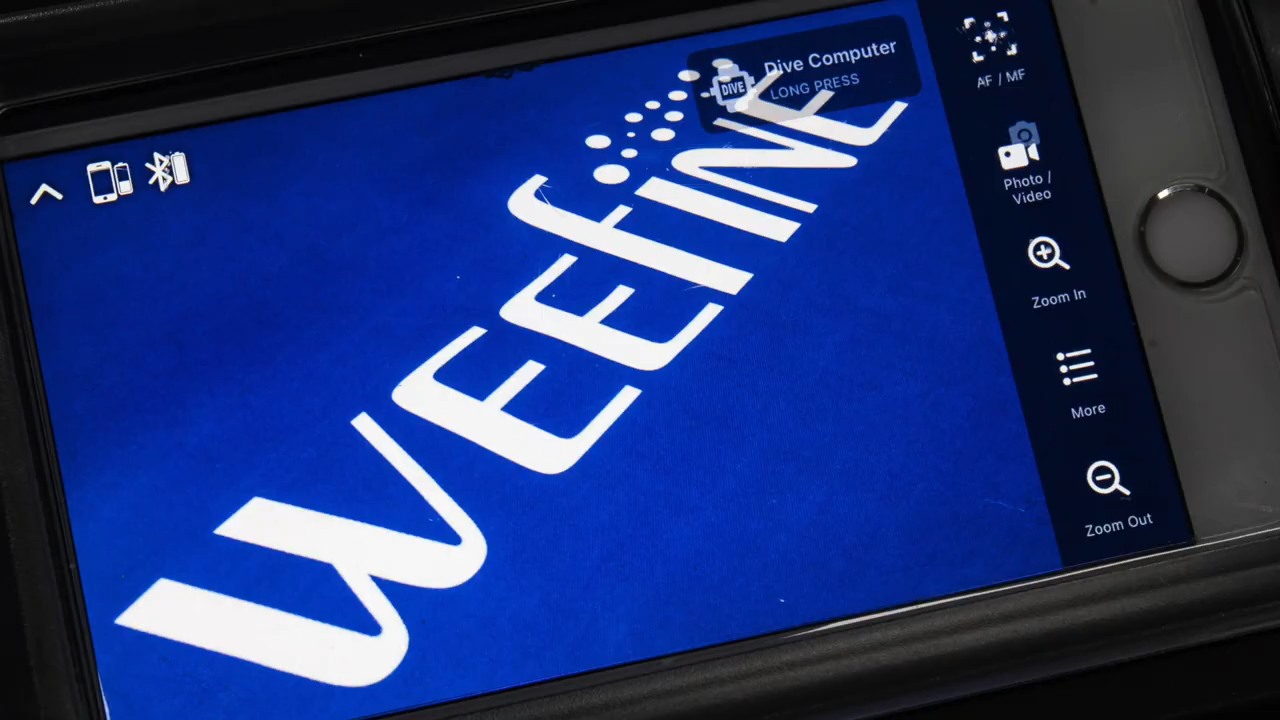 Dive Computer
DIVE
LONG PRESS
WEEfINE
AF / MF
Photo /
Video
Zoom In
More
Zoom Out